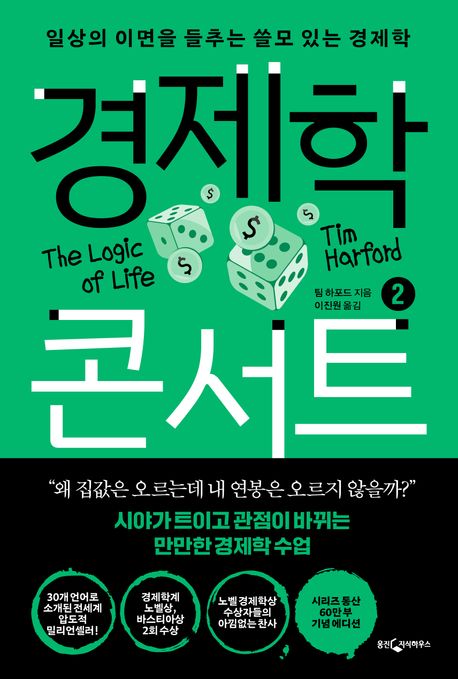 일상의 이면을 들추는 쓸모 있는 경제학
경제학
The Logic
of Life
Tim
Harford
팀 하포드 지음
이진원 옮김
2
콘서트
“왜 집값은 오르는데 내 연봉은 오르지 않을까?”
시야가 트이고 관점이 바뀌는
만만한 경제학 수업
30개 언어로
소개된 전세계
압도적
밀리언셀러!
경제학계
노벨상,
바스티아상
2회 수상
노벨 경제학상
수상자들의
아낌없는 찬사
시리즈 통산
60만 부
기념 에디션
웅진 지식하우스
$
$
$
$